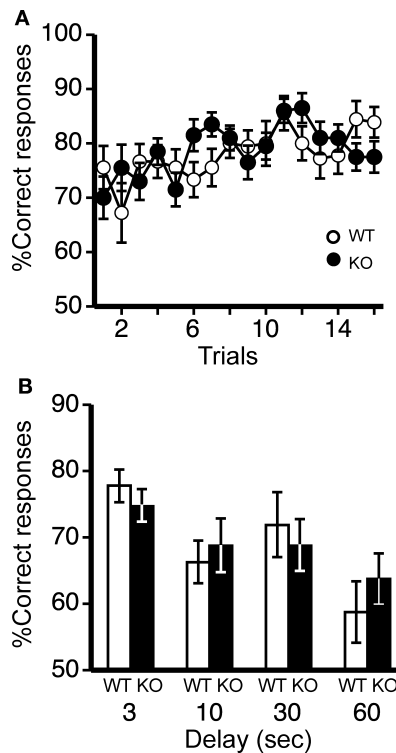 A
100
90
80
70
60
50
%Correct responses
WT
KO
2 6 10 14
Trials
B
90
80
70
60
50
%Correct responses
WT KO WT KO WT KO WT KO
3 10 30 60
Delay (sec)